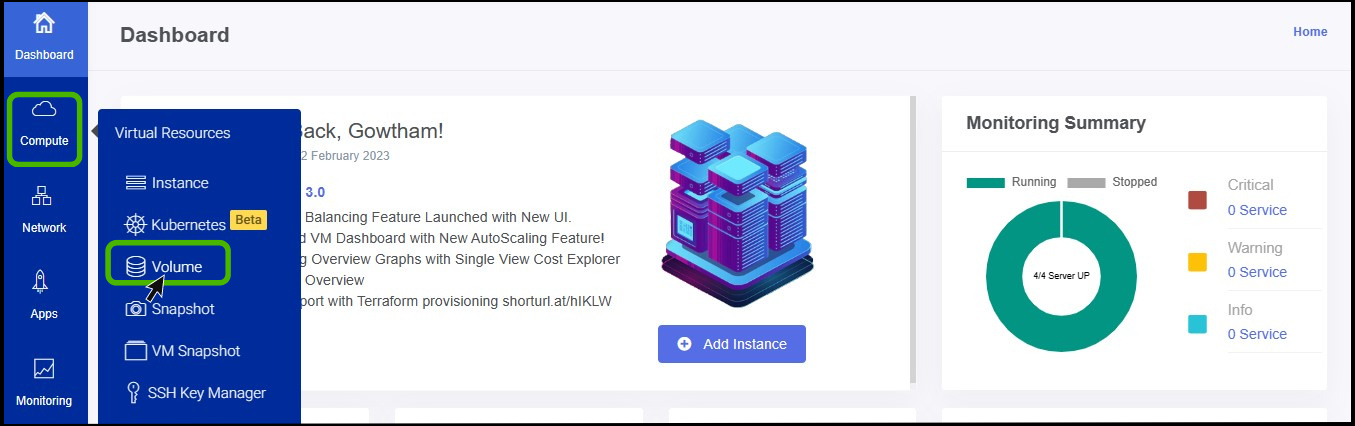 Dashboard
Compute
Network
Apps
Monitoring
Virtual Resources
Instance
Kubernetes Beta
Volume
Snapshot
VM Snapshot
SSH Key Manager
Dashboard
Home
Back, Gowtham!
2 February 2023
3.0
Balancing Feature Launched with New UI.
d VM Dashboard with New AutoScaling Feature!
g Overview Graphs with Single View Cost Explorer
Overview
port with Terraform provisioning shorturl.at/hIKLW
Add Instance
Monitoring Summary
Running Stopped
4/4 Server UP
Critical
0 Service
Warning
0 Service
Info
0 Service